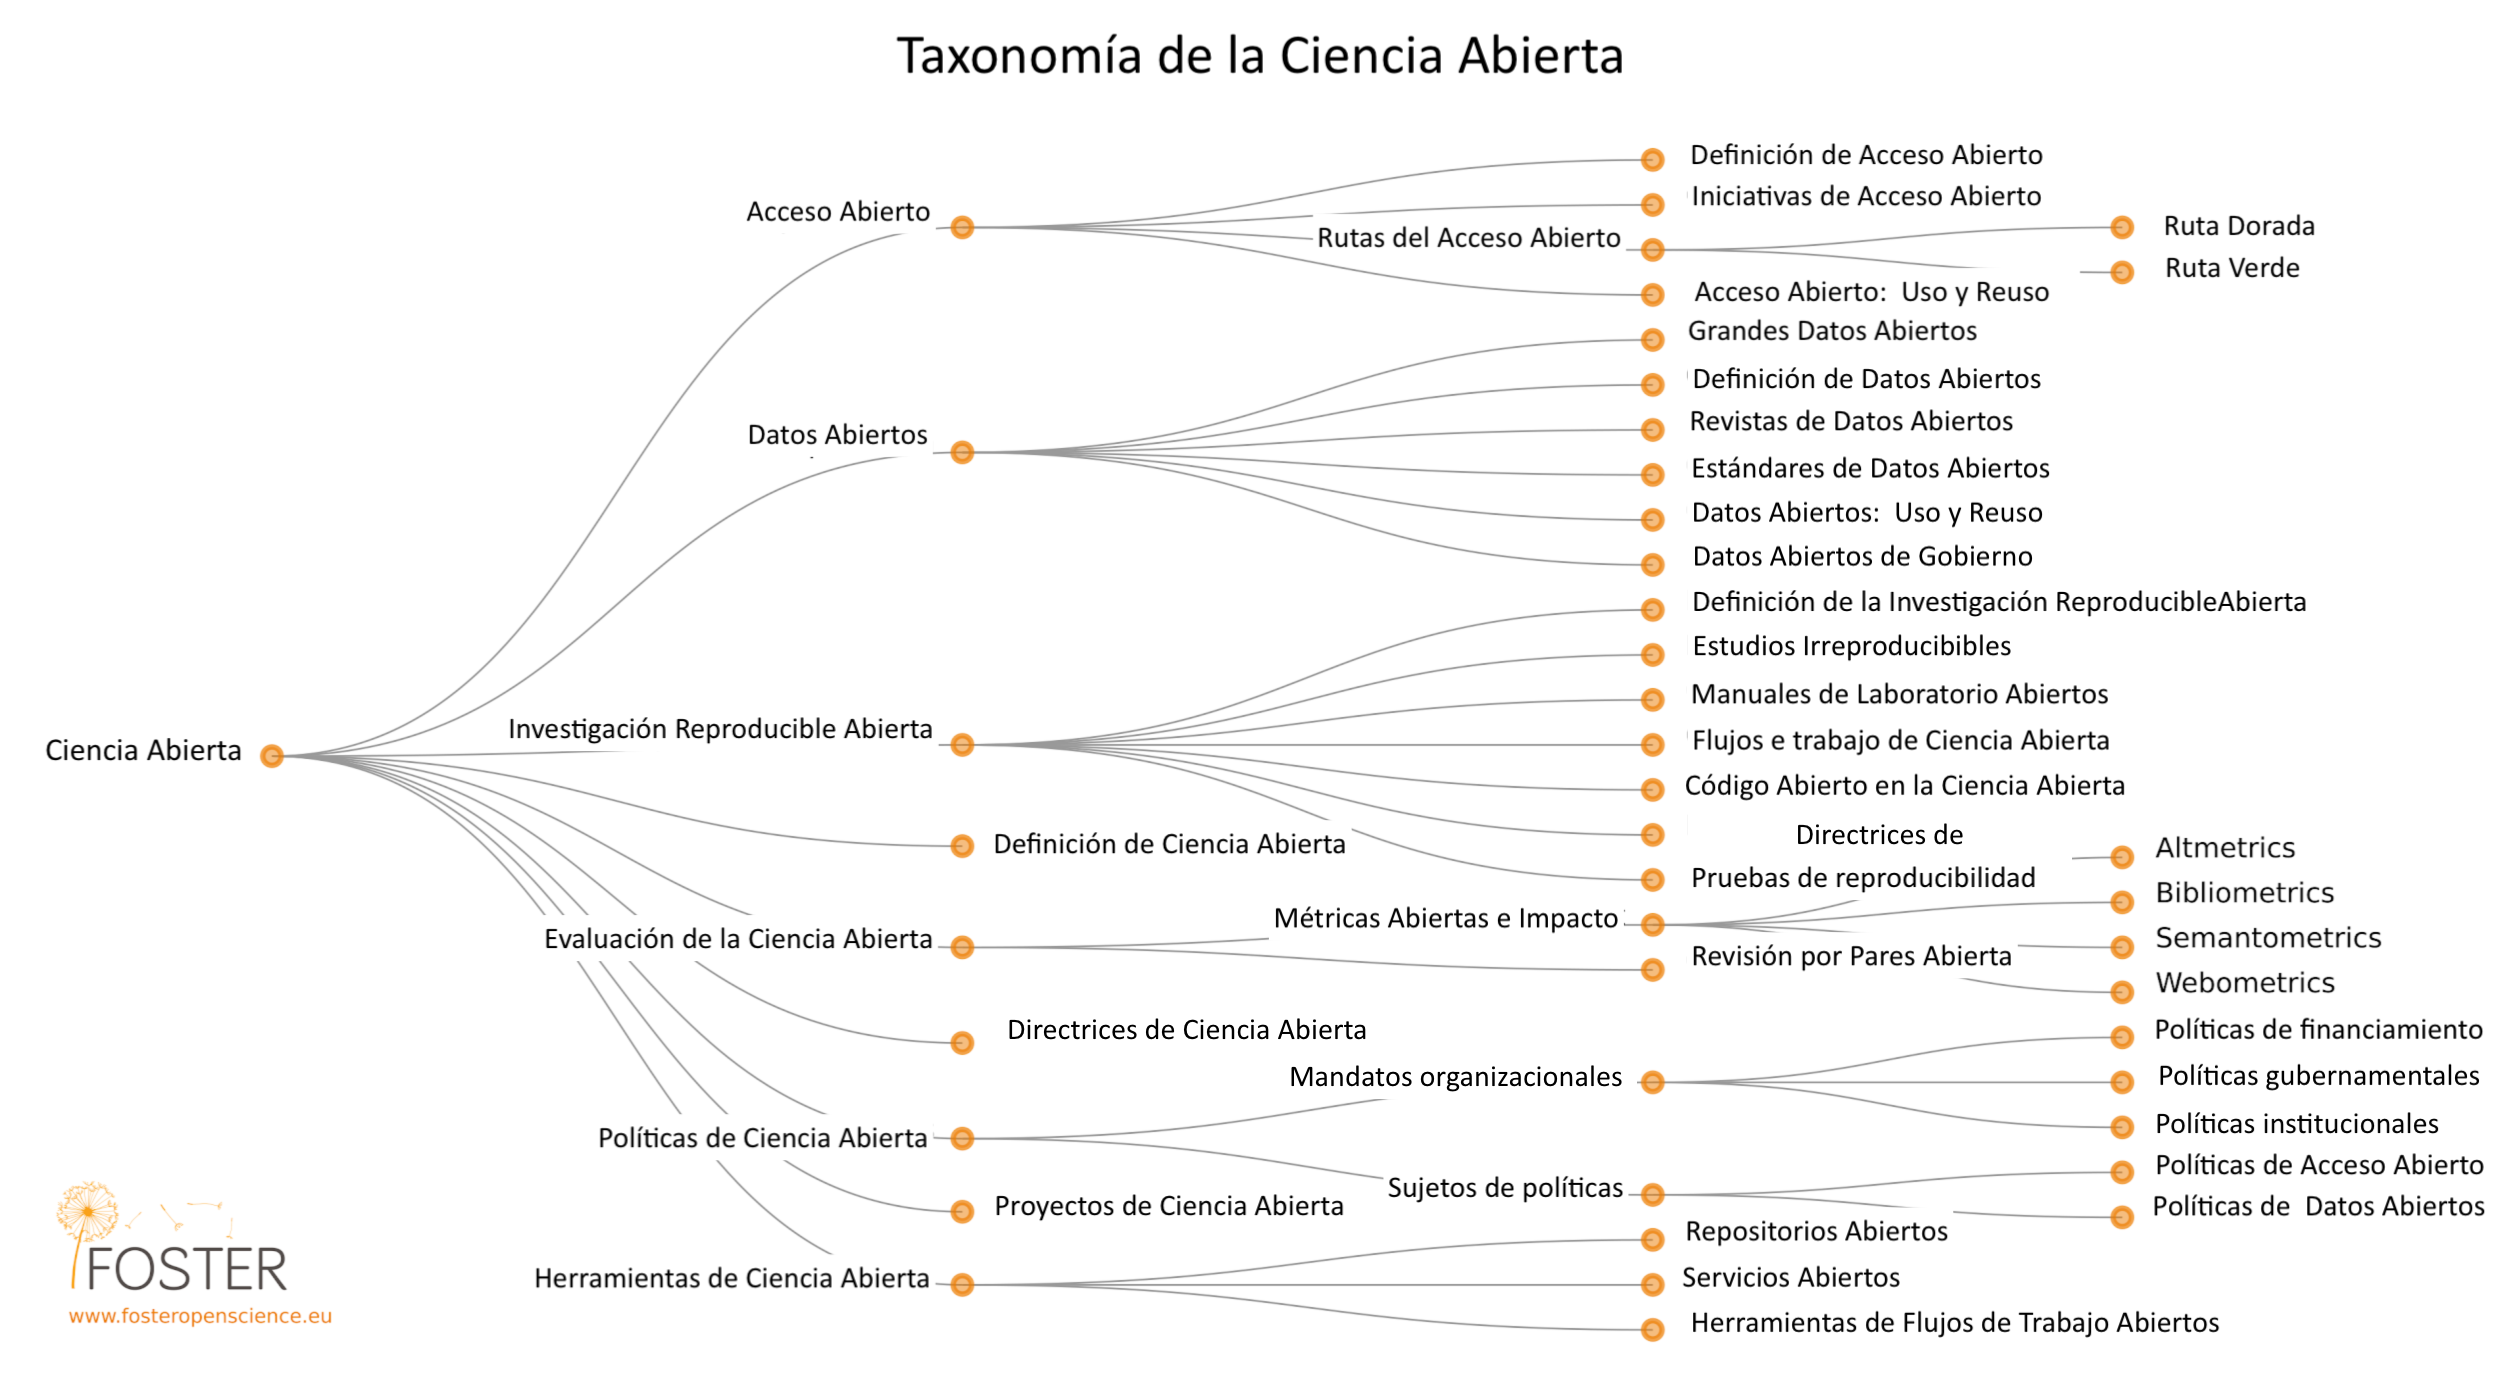 Taxonomía de la Ciencia Abierta
Definición de Acceso Abierto
Iniciativas de Acceso Abierto
Acceso Abierto
Rutas del Acceso Abierto
Ruta Dorada
Ruta Verde
Acceso Abierto: Uso y Reuso
Grandes Datos Abiertos
Definición de Datos Abiertos
Revistas de Datos Abiertos
Datos Abiertos
Estándares de Datos Abiertos
Datos Abiertos: Uso y Reuso
Datos Abiertos de Gobierno
Definición de la Investigación ReproducibleAbierta
Estudios Irreproducibibles
Manuales de Laboratorio Abiertos
Investigación Reproducible Abierta
Flujos e trabajo de Ciencia Abierta
Ciencia Abierta
Código Abierto en la Ciencia Abierta
Directrices de
Pruebas de reproducibilidad
Definición de Ciencia Abierta
Altmetrics
Bibliometrics
Métricas Abiertas e Impacto
Semantometrics
Webometrics
Evaluación de la Ciencia Abierta
Revisión por Pares Abierta
Directrices de Ciencia Abierta
Políticas de financiamiento
Mandatos organizacionales
Políticas gubernamentales
Políticas institucionales
Políticas de Ciencia Abierta
Políticas de Acceso Abierto
Sujetos de políticas
Políticas de Datos Abiertos
Proyectos de Ciencia Abierta
Repositorios Abiertos
Herramientas de Ciencia Abierta
Servicios Abiertos
Herramientas de Flujos de Trabajo Abiertos
FOSTER
www.fosteropenscience.eu